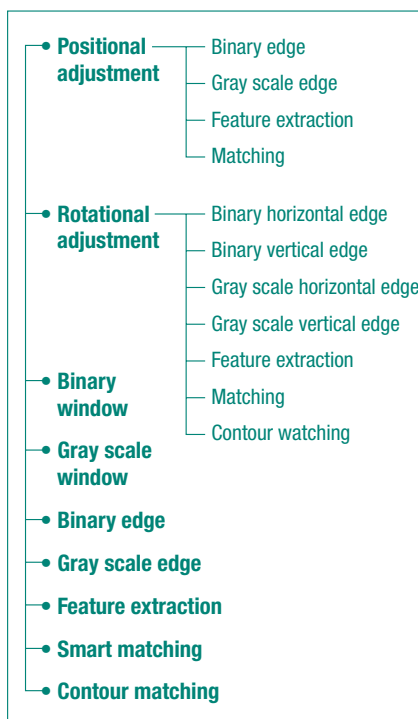 Positional
adjustment
Binary edge
Gray scale edge
Feature extraction
Matching
Rotational
adjustment
Binary horizontal edge
Binary vertical edge
Gray scale horizontal edge
Gray scale vertical edge
Feature extraction
Matching
Contour watching
Binary
window
Gray scale
window
Binary edge
Gray scale edge
Feature extraction
Smart matching
Contour matching